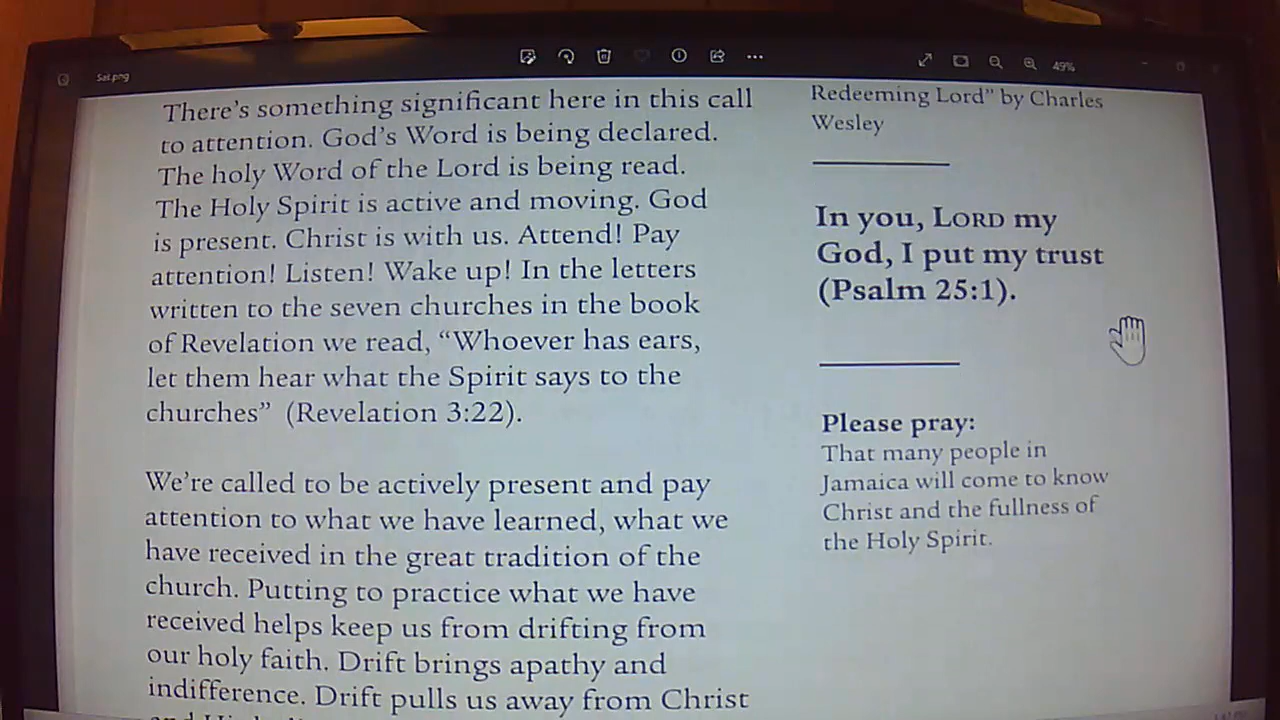 Sat.png
49%
There's something significant here in this call
to attention. God's Word is being declared.
The holy Word of the Lord is being read.
The Holy Spirit is active and moving. God
is present. Christ is with us. Attend! Pay
attention! Listen! Wake up! In the letters
written to the seven churches in the book
of Revelation we read, “Whoever has ears,
let them hear what the Spirit says to the
churches”  (Revelation 3:22).
We're called to be actively present and pay
attention to what we have learned, what we
have received in the great tradition of the
church. Putting to practice what we have
received helps keep us from drifting from
our holy faith. Drift brings apathy and
indifference. Drift pulls us away from Christ
Redeeming Lord” by Charles
Wesley
In you, LORD my
God, I put my trust
(Psalm 25:1).
Please pray:
That many people in
Jamaica will come to know
Christ and the fullness of
the Holy Spirit.